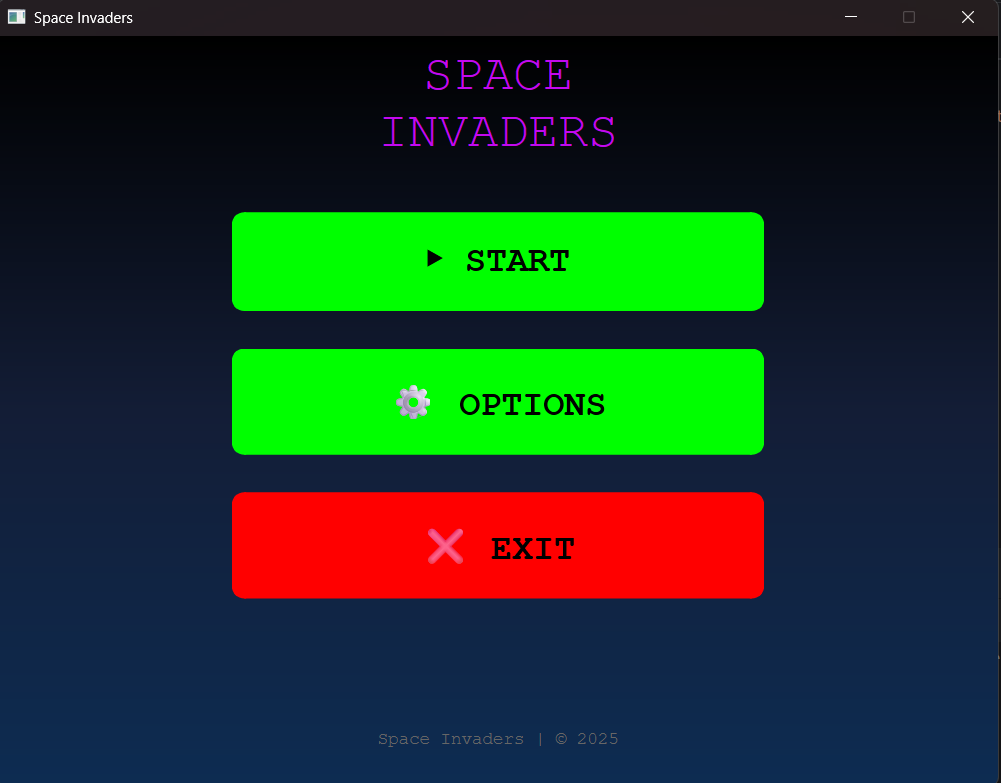 Space Invaders
SPACE
INVADERS
START
OPTIONS
EXIT
Space Invaders | © 2025